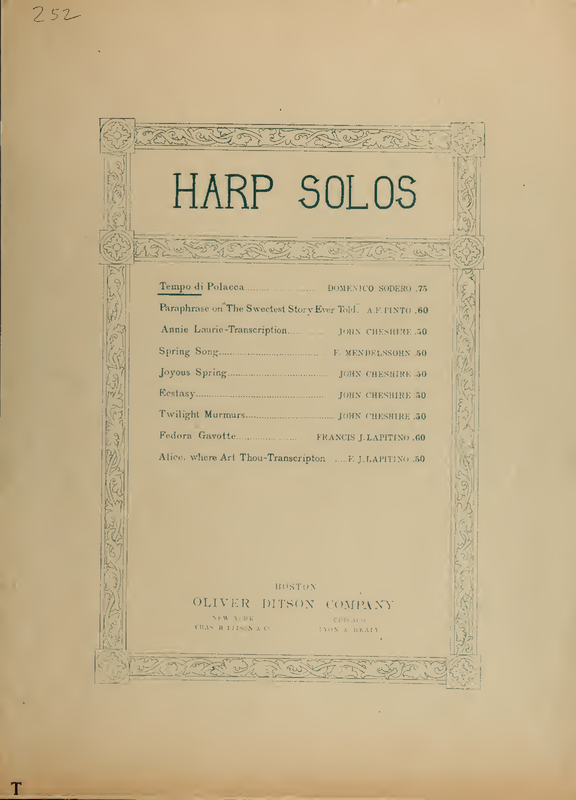 252
HARP SOLOS
Tempo di Polacca........................ DOMENICO SODERO .75
Paraphrase on "The Sweetest Story Ever Told." A.F. PINTO .60
Annie Laurie-Transcription............ JOHN CHESHIRE .50
Spring Song................................ F. MENDELSSOHN .50
Joyous Spring................................ JOHN CHESHIRE .50
Ecstasy........................................ JOHN CHESHIRE .50
Twilight Murmurs............................ JOHN CHESHIRE .50
Fedora Gavotte.................... FRANCIS J. LAPITINO .60
Alice, where Art Thou-Transcripton .....F. J. LAPITINO .50
BOSTON
OLIVER DITSON COMPANY
NEW YORK CHICAGO
CHAS. H. DITSON & CO. LYON & HEALY
T